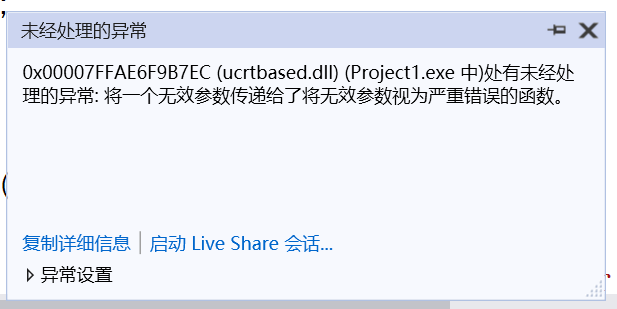 未经处理的异常
0x00007FFAE6F9B7EC (ucrtbased.dll) (Project1.exe 中)处有未经处
理的异常: 将一个无效参数传递给了将无效参数视为严重错误的函数。
复制详细信息 | 启动 Live Share 会话...
异常设置